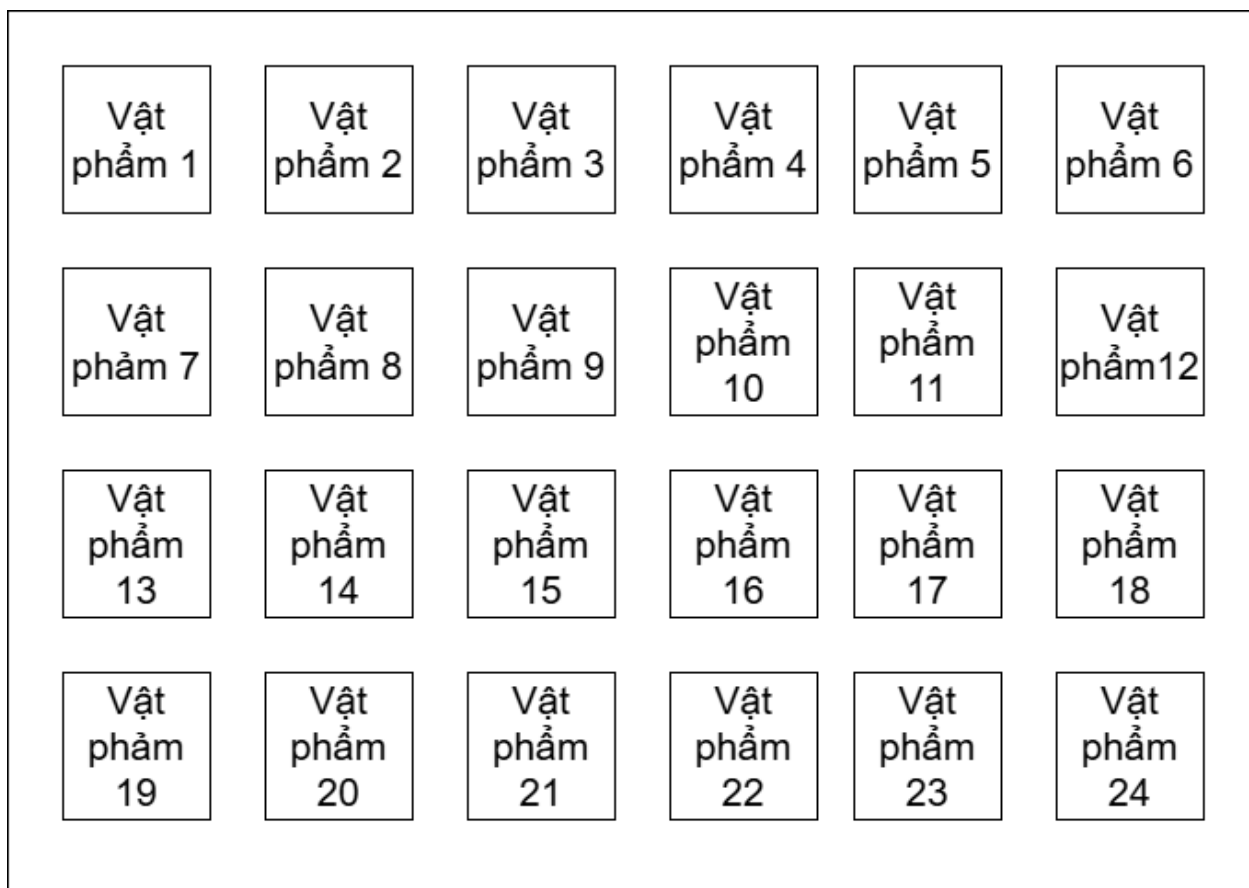 Vật
phẩm 1
Vật
phẩm 2
Vật
phẩm 3
Vật
phẩm 4
Vật
phẩm 5
Vật
phẩm 6
Vật
phảm 7
Vật
phẩm 8
Vật
phẩm 9
Vật
phẩm
10
Vật
phẩm
11
Vật
phẩm12
Vật
phẩm
13
Vật
phẩm
14
Vật
phẩm
15
Vật
phẩm
16
Vật
phẩm
17
Vật
phẩm
18
Vật
phảm
19
Vật
phẩm
20
Vật
phẩm
21
Vật
phẩm
22
Vật
phẩm
23
Vật
phẩm
24